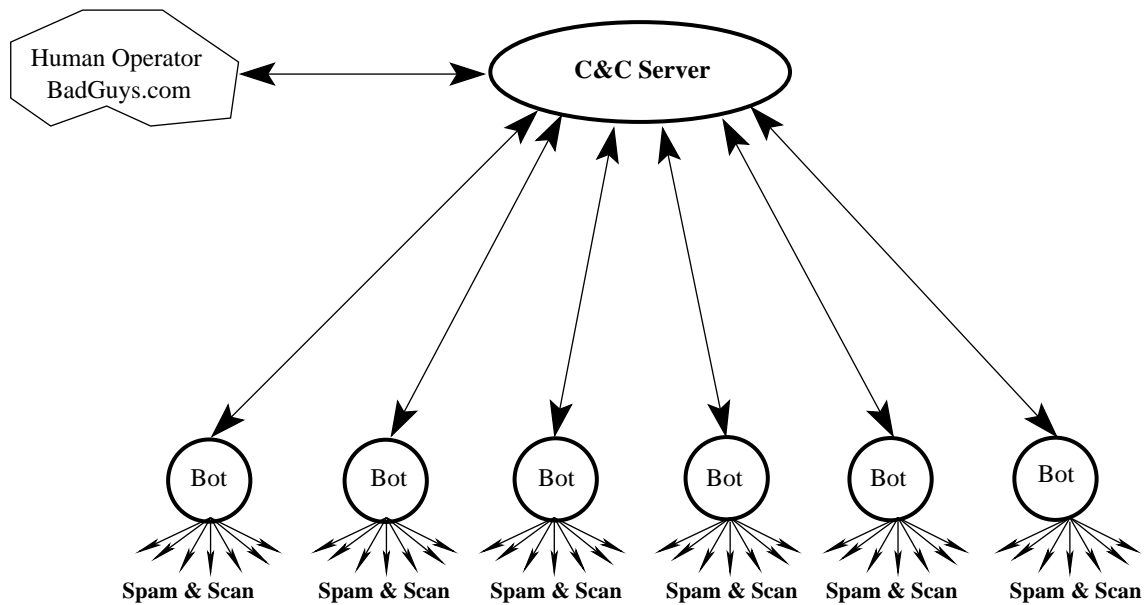 Human Operator
BadGuys.com
C&C Server
Bot
Bot
Bot
Bot
Bot
Bot
Spam & Scan
Spam & Scan
Spam & Scan
Spam & Scan
Spam & Scan
Spam & Scan